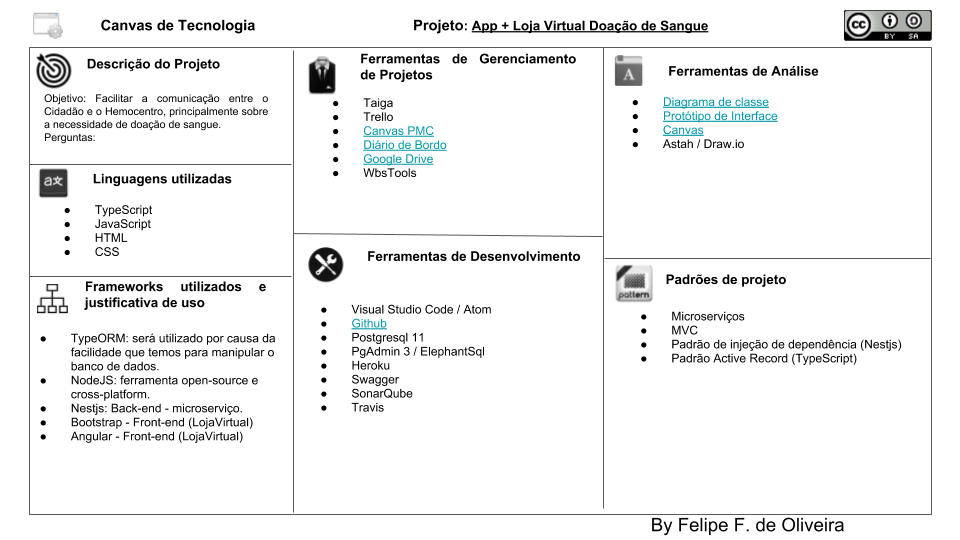 Canvas de Tecnologia
Projeto: App + Loja Virtual Doação de Sangue
cc BY SA
Descrição do Projeto
Objetivo: Facilitar a comunicação entre o
Cidadão e o Hemocentro, principalmente sobre
a necessidade de doação de sangue.
Perguntas:
Linguagens utilizadas
● TypeScript
● JavaScript
● HTML
● CSS
Frameworks utilizados e
justificativa de uso
● TypeORM: será utilizado por causa da
facilidade que temos para manipular o
banco de dados.
● NodeJS: ferramenta open-source e
cross-platform.
● Nestjs: Back-end - microserviço.
● Bootstrap - Front-end (LojaVirtual)
● Angular - Front-end (LojaVirtual)
Ferramentas de Gerenciamento
de Projetos
● Taiga
● Trello
● Canvas PMC
● Diário de Bordo
● Google Drive
● WbsTools
Ferramentas de Desenvolvimento
● Visual Studio Code / Atom
● Github
● Postgresql 11
● PgAdmin 3 / ElephantSql
● Heroku
● Swagger
● SonarQube
● Travis
A
Ferramentas de Análise
● Diagrama de classe
● Protótipo de Interface
● Canvas
● Astah / Draw.io
pattern
Padrões de projeto
● Microserviços
● MVC
● Padrão de injeção de dependência (Nestjs)
● Padrão Active Record (TypeScript)
By Felipe F. de Oliveira